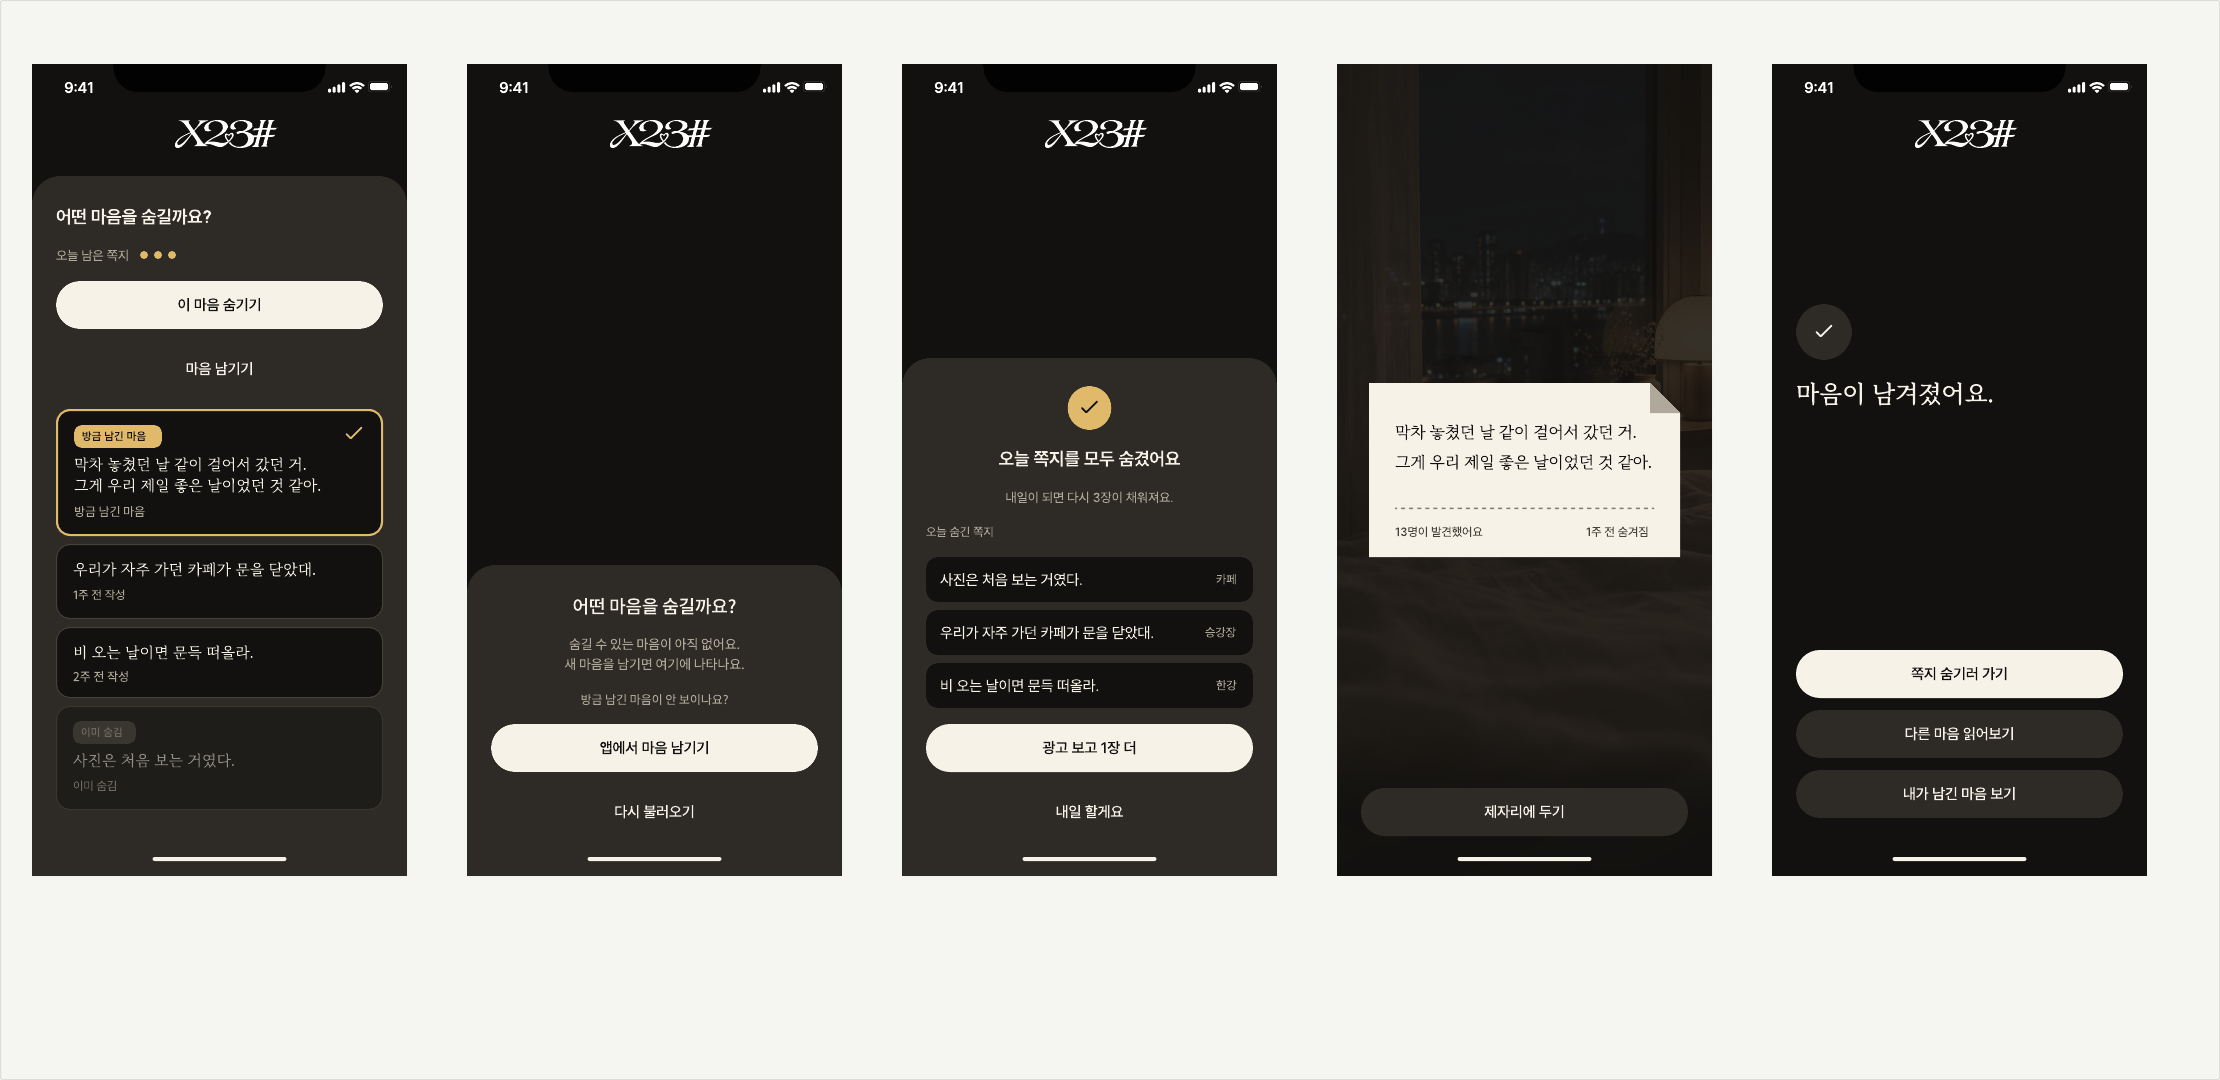 9:41
X23#
어떤 마음을 숨길까요?
오늘 남은 쪽지
이 마음 숨기기
마음 남기기
방금 남긴 마음
막차 놓쳤던 날 같이 걸어서 갔던 거.
그게 우리 제일 좋은 날이었던 것 같아.
방금 남긴 마음
우리가 자주 가던 카페가 문을 닫았대.
1주 전 작성
비 오는 날이면 문득 떠올라.
2주 전 작성
이미 숨김
사진은 처음 보는 거였다.
이미 숨김
9:41
X23#
어떤 마음을 숨길까요?
숨길 수 있는 마음이 아직 없어요.
새 마음을 남기면 여기에 나타나요.
방금 남긴 마음이 안 보이나요?
앱에서 마음 남기기
다시 불러오기
9:41
X23#
오늘 쪽지를 모두 숨겼어요
내일이 되면 다시 3장이 채워져요.
오늘 숨긴 쪽지
사진은 처음 보는 거였다. 카페
우리가 자주 가던 카페가 문을 닫았대. 승강장
비 오는 날이면 문득 떠올라. 한강
광고 보고 1장 더
내일 할게요
막차 놓쳤던 날 같이 걸어서 갔던 거.
그게 우리 제일 좋은 날이었던 것 같아.
13명이 발견했어요 1주 전 숨겨짐
제자리에 두기
9:41
X23#
마음이 남겨졌어요.
쪽지 숨기러 가기
다른 마음 읽어보기
내가 남긴 마음 보기